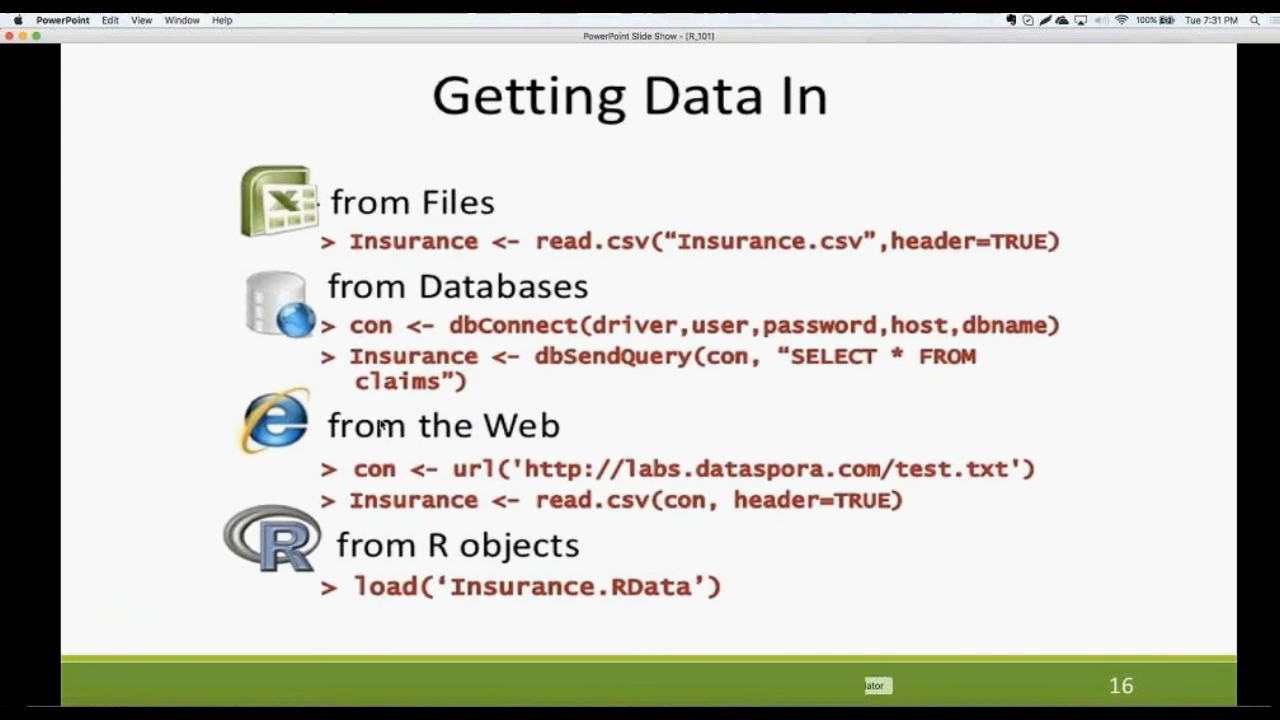 PowerPoint Edit View Window Help 100% Tue 7:31 PM
PowerPoint Slide Show - [R_101]
Getting Data In
from Files
> Insurance <- read.csv(“Insurance.csv”,header=TRUE)
from Databases
> con <- dbConnect(driver,user,password,host,dbname)
> Insurance <- dbSendQuery(con, “SELECT * FROM
claims”)
from the Web
> con <- url('http://labs.dataspora.com/test.txt')
> Insurance <- read.csv(con, header=TRUE)
from R objects
> load(‘Insurance.RData’)
lator
16